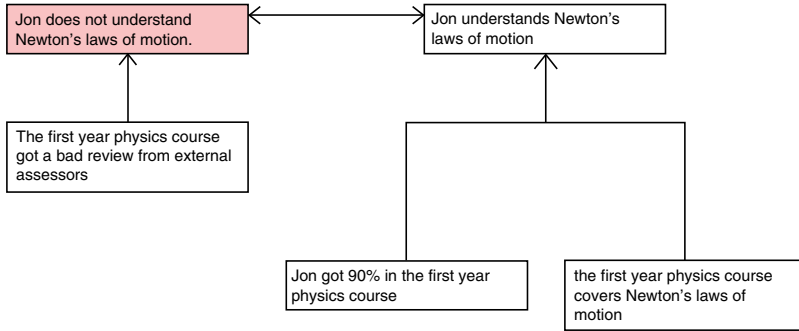 Jon does not understand
Newton's laws of motion.
Jon understands Newton's
laws of motion
The first year physics course
got a bad review from external
assessors
Jon got 90% in the first year
physics course
the first year physics course
covers Newton's laws of
motion